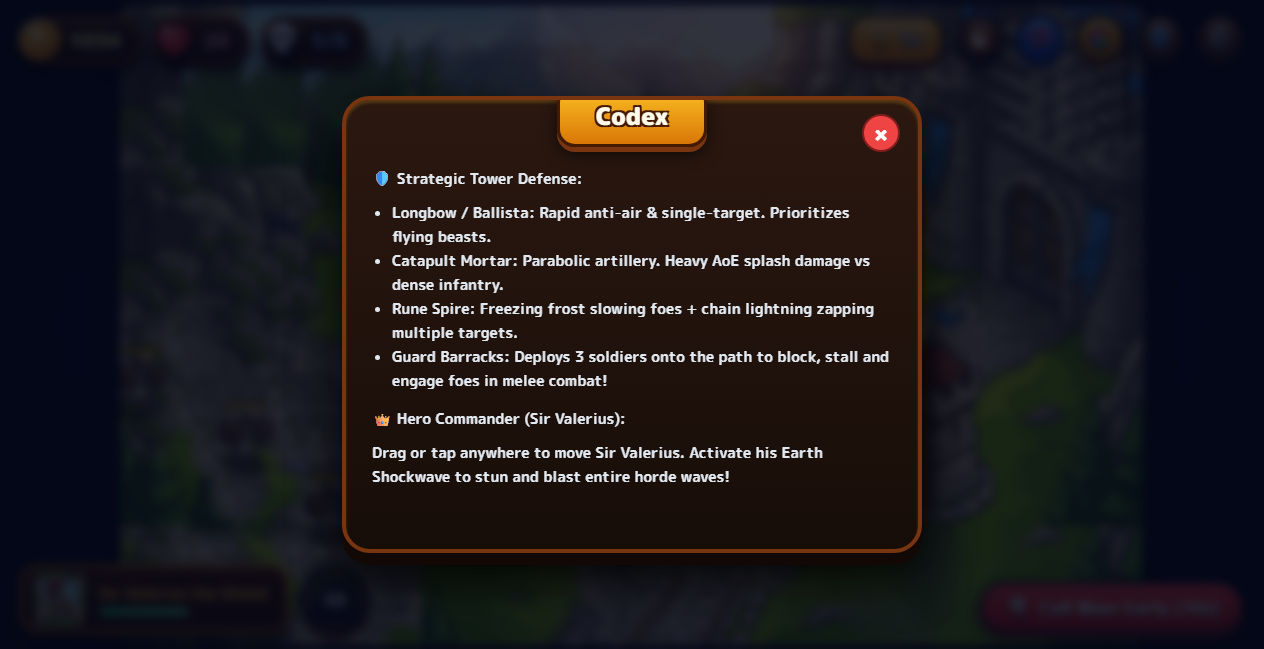 Codex
Strategic Tower Defense:
Longbow / Ballista: Rapid anti-air & single-target. Prioritizes
flying beasts.
Catapult Mortar: Parabolic artillery. Heavy AoE splash damage vs
dense infantry.
Rune Spire: Freezing frost slowing foes + chain lightning zapping
multiple targets.
Guard Barracks: Deploys 3 soldiers onto the path to block, stall and
engage foes in melee combat!
Hero Commander (Sir Valerius):
Drag or tap anywhere to move Sir Valerius. Activate his Earth
Shockwave to stun and blast entire horde waves!